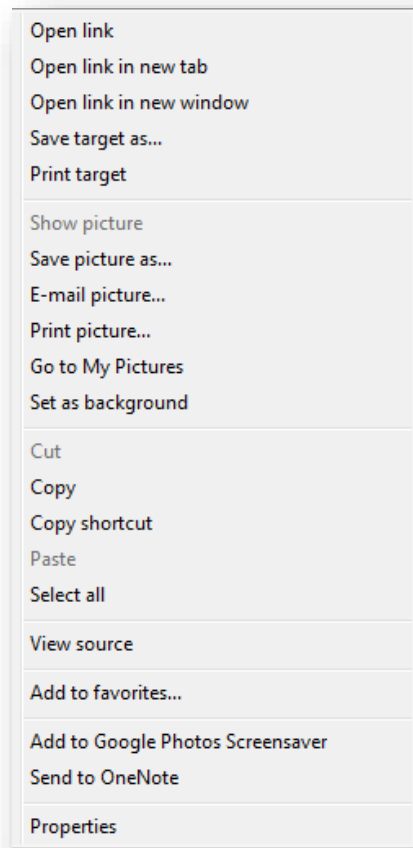 Open link
Open link in new tab
Open link in new window
Save target as...
Print target
Show picture
Save picture as...
E-mail picture...
Print picture...
Go to My Pictures
Set as background
Cut
Copy
Copy shortcut
Paste
Select all
View source
Add to favorites...
Add to Google Photos Screensaver
Send to OneNote
Properties